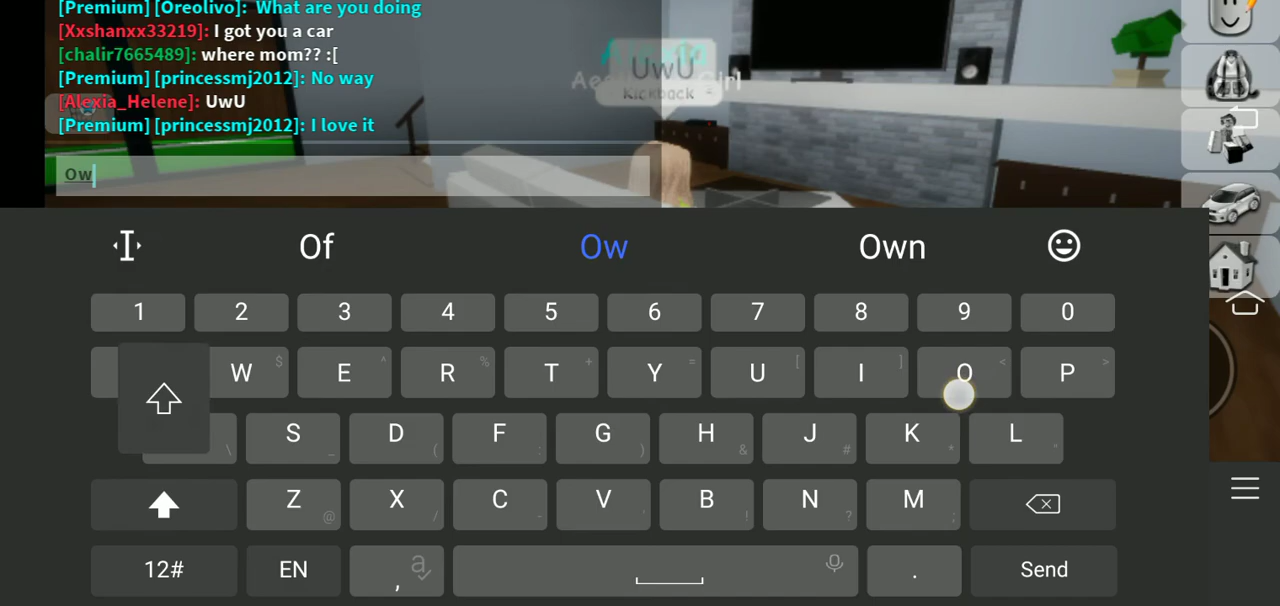 [Premium] [Oreolivo]: What are you doing
[Xxshanxx33219]: I got you a car
[chalir7665489]: where mom?? :[
[Premium] [princessmj2012]: No way
[Alexia_Helene]: UwU
[Premium] [princessmj2012]: I love it
UwU
Kickback
Ow
Of Ow Own
1 2 3 4 5 6 7 8 9 0
W $ E ^ R % T + Y = U [ I ] O < P >
\ S _ D ( F : G ) H & J # K * L "
Z @ X / C - V ' B ! N ? M ;
12# EN , a . Send